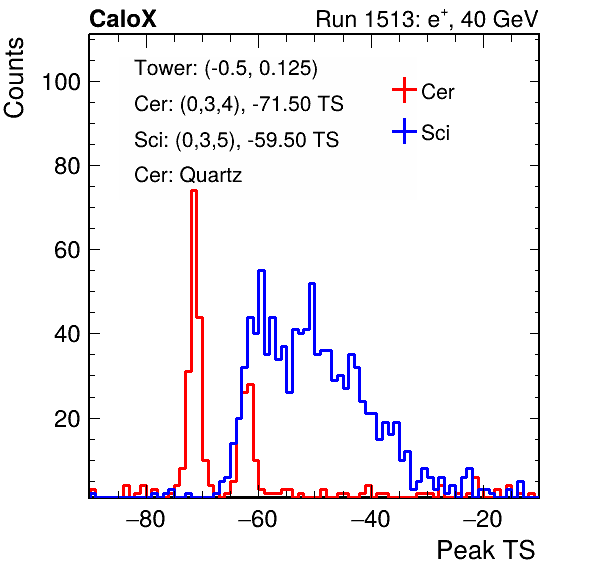 CaloX Run 1513: e+, 40 GeV
Counts
Tower: (-0.5, 0.125)
Cer: (0,3,4), -71.50 TS
Sci: (0,3,5), -59.50 TS
Cer: Quartz
Cer
Sci
100
80
60
40
20
−80 −60 −40 −20
Peak TS